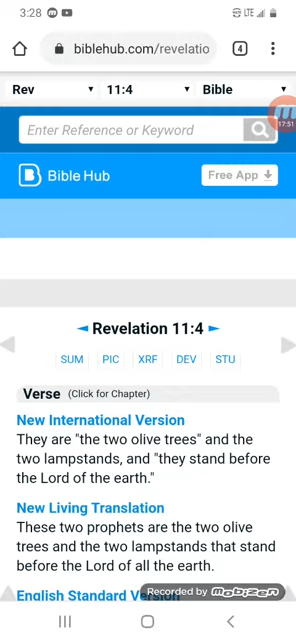 3:28
LTE
biblehub.com/revelatio
4
Rev 11:4 Bible
17:51
Enter Reference or Keyword
Bible Hub
Free App
Revelation 11:4
SUM PIC XRF DEV STU
Verse (Click for Chapter)
New International Version
They are "the two olive trees" and the
two lampstands, and "they stand before
the Lord of the earth."
New Living Translation
These two prophets are the two olive
trees and the two lampstands that stand
before the Lord of all the earth.
English Standard Version
Recorded by mobizen